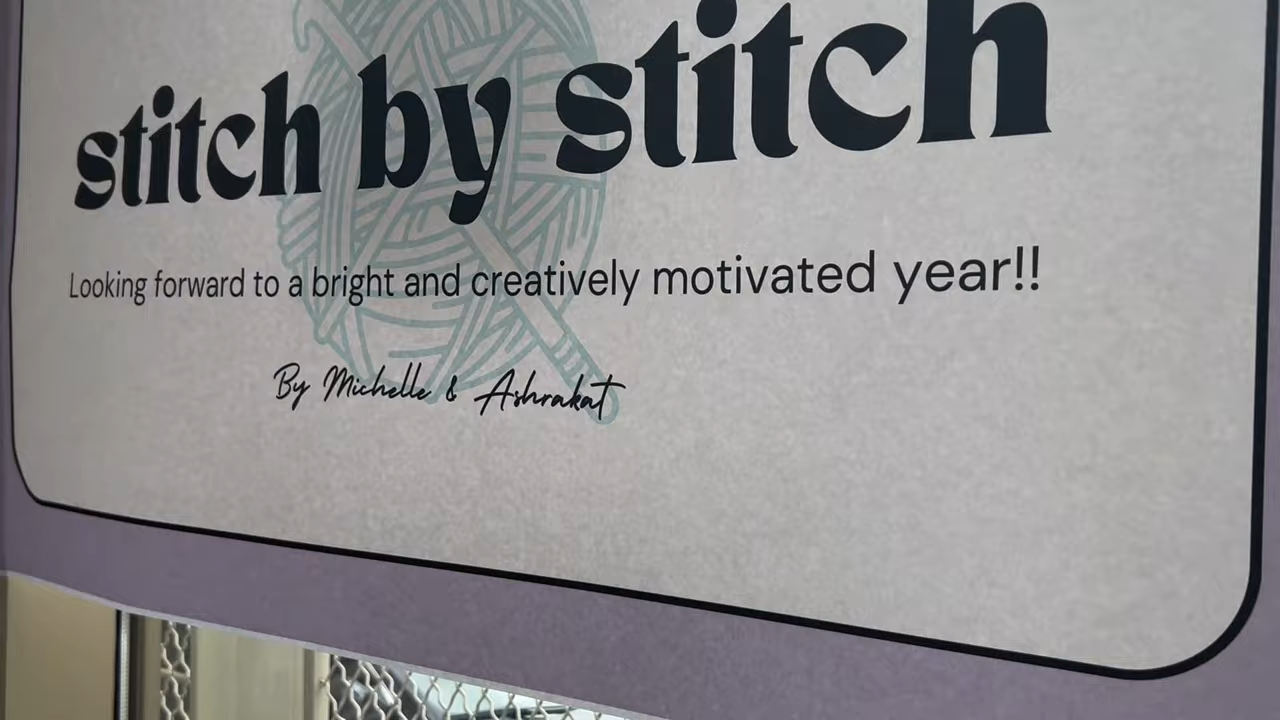 stitch by stitch
Looking forward to a bright and creatively motivated year!!
By Michelle & Ashrakat